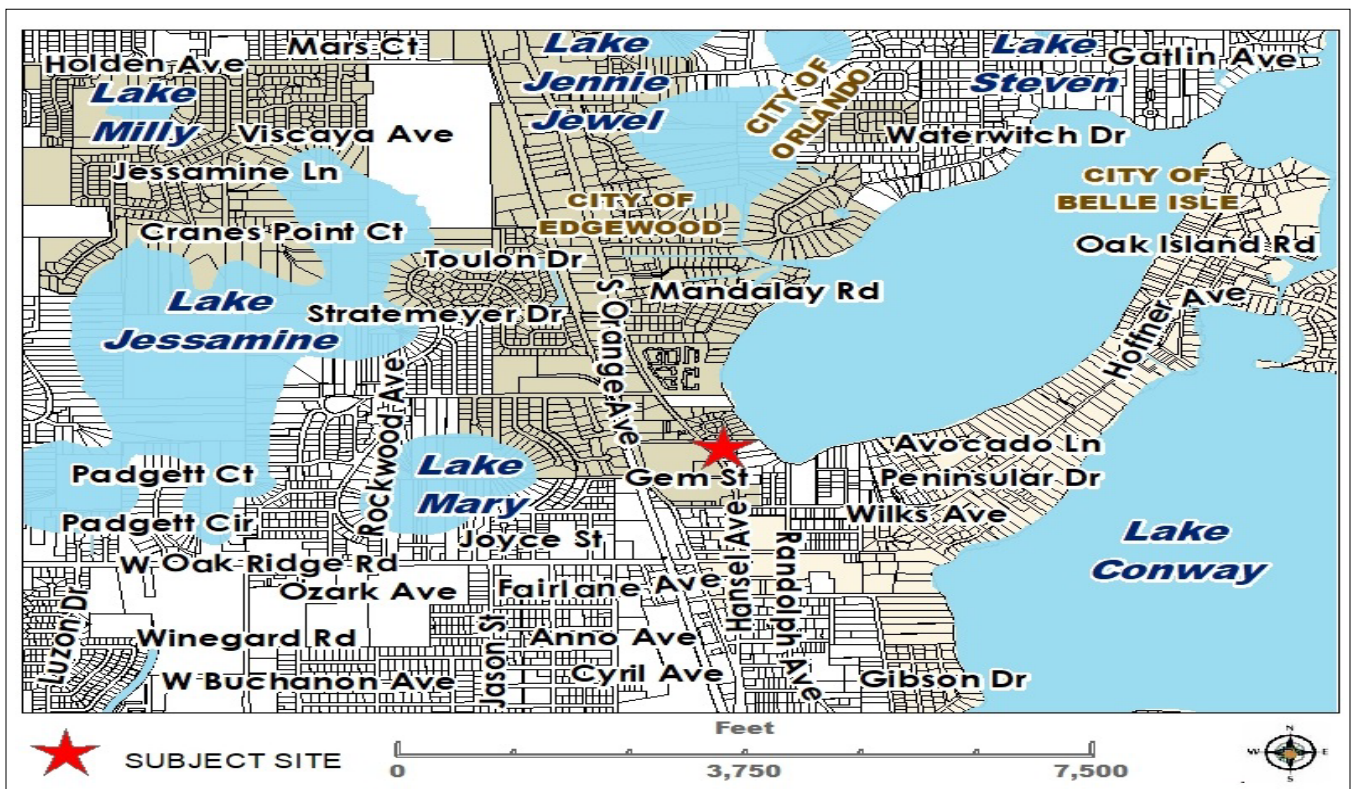 Mars Ct
Holden Ave
Lake
Milly
Viscaya Ave
Jessamine Ln
Cranes Point Ct
Lake
Jennie
Jewel
CITY OF
ORLANDO
Lake
Steven
Gatlin Ave
Waterwitch Dr
CITY OF
BELLE ISLE
Oak Island Rd
CITY OF
EDGEWOOD
Toulon Dr
Mandalay Rd
Lake
Jessamine
Stratemeyer Dr
S Orange Ave
Hoffner Ave
Rockwood Ave
Lake
Mary
Gem St
Avocado Ln
Peninsular Dr
Wilks Ave
Padgett Ct
Padgett Cir
Joyce St
Hansel Ave
Randolph Ave
Lake
Conway
W Oak Ridge Rd
Ozark Ave
Fairlane Ave
Luzon Dr
Winegard Rd
Jason St
Anno Ave
W Buchanon Ave
Cyril Ave
Gibson Dr
SUBJECT SITE
Feet
0
3,750
7,500
N
W
E
S